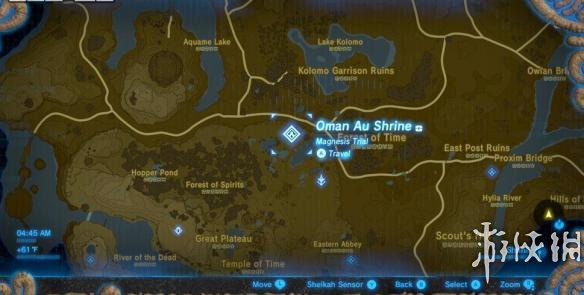 Aquame Lake
Lake Kolomo
Kolomo Garrison Ruins
Owlan Bri
Oman Au Shrine
Forest of Time
Magnesis Trial
Travel
East Post Ruins
Proxim Bridge
Hopper Pond
Forest of Spirits
Hylia River
Hills of
04:45 AM
+61°F
Great Plateau
Scout's
Eastern Abbey
River of the Dead
Temple of Time
游侠网
Move L
Sheikah Sensor Y
Back B
Select A
Zoom R